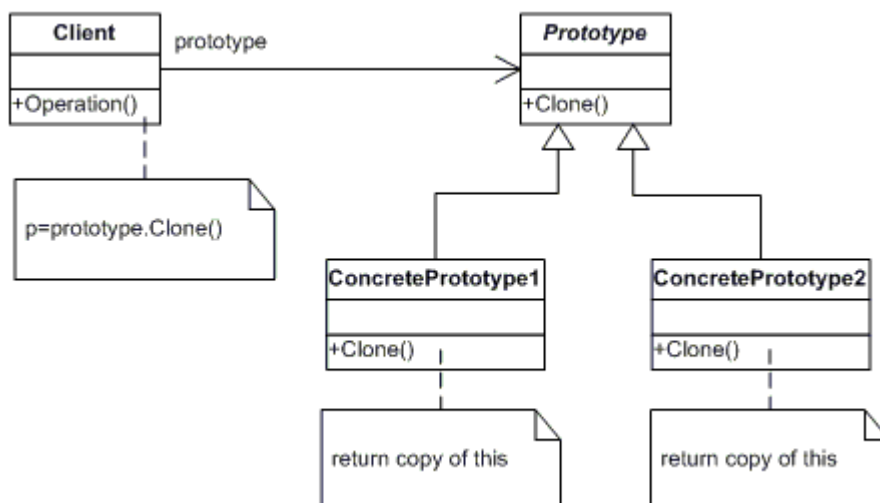 Client
prototype
Prototype
+Operation()
+Clone()
p=prototype.Clone()
ConcretePrototype1
ConcretePrototype2
+Clone()
+Clone()
return copy of this
return copy of this